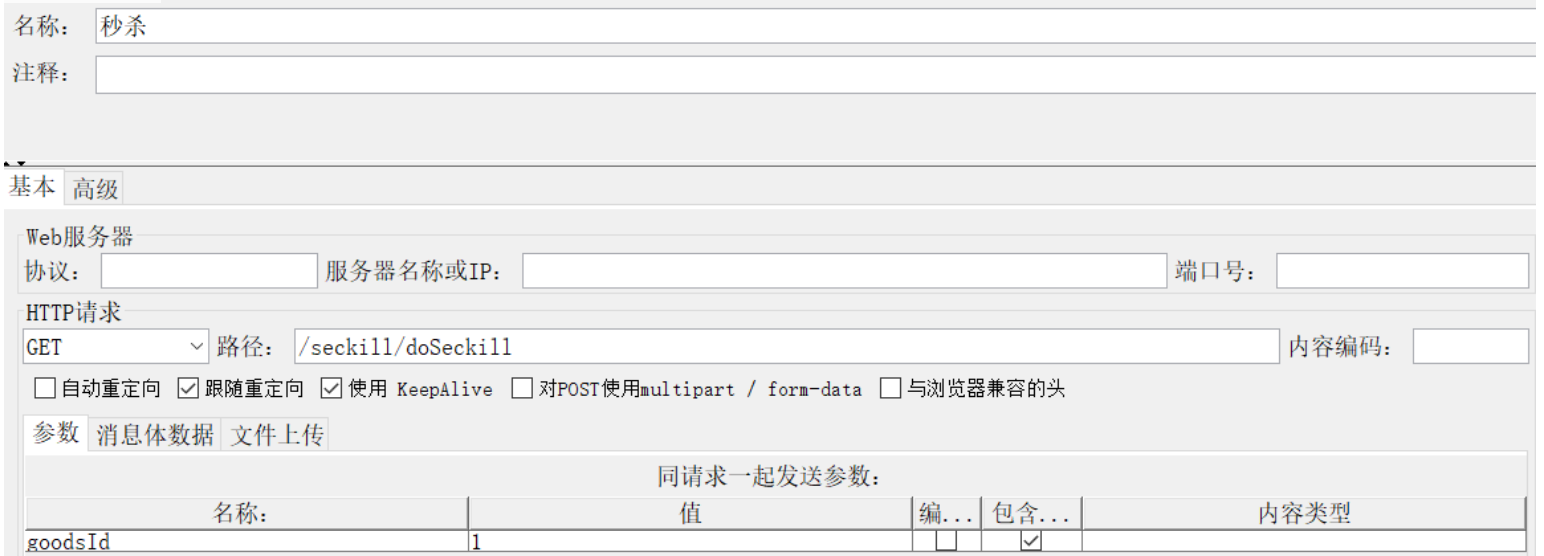 名称： 秒杀
注释：
基本 高级
Web服务器
协议： 服务器名称或IP： 端口号：
HTTP请求
GET 路径： /seckill/doSeckill 内容编码：
自动重定向 跟随重定向 使用 KeepAlive 对POST使用multipart / form-data 与浏览器兼容的头
参数 消息体数据 文件上传
同请求一起发送参数：
名称： 值 编... 包含... 内容类型
goodsId 1